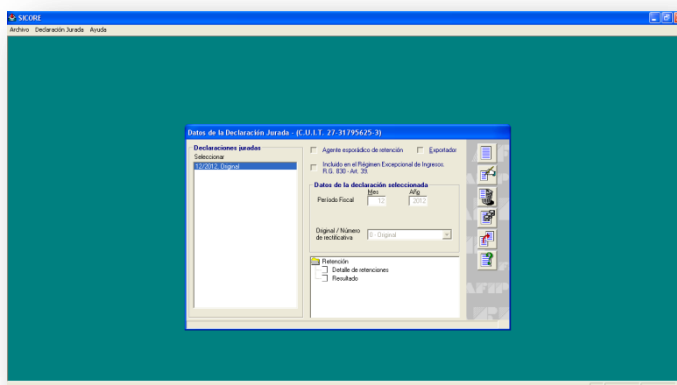 SICORE
Archivo Declaración Jurada Ayuda
Datos de la Declaración Jurada - (C.U.I.T. 27-31795625-3)
Declaraciones juradas
Seleccionar
12/2012, Original
Agente esporádico de retención
Exportador
Incluido en el Régimen Excepcional de Ingresos.
R.G. 830 - Art. 39.
Datos de la declaración seleccionada
Mes Año
Período Fiscal 12 2012
Original / Número
de rectificativa
0 - Original
Retención
Detalle de retenciones
Resultado
AFIP